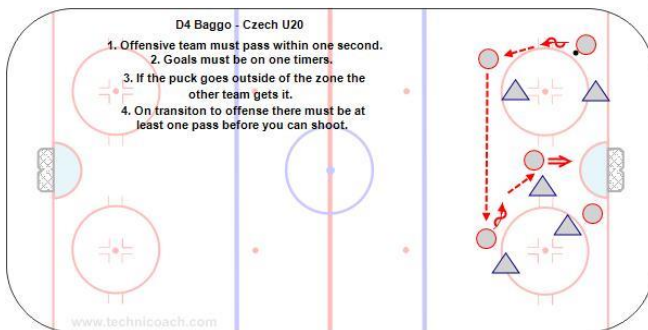 D4 Baggo - Czech U20
1. Offensive team must pass within one second.
2. Goals must be on one timers.
3. If the puck goes outside of the zone the
other team gets it.
4. On transiton to offense there must be at
least one pass before you can shoot.
www.technicoach.com